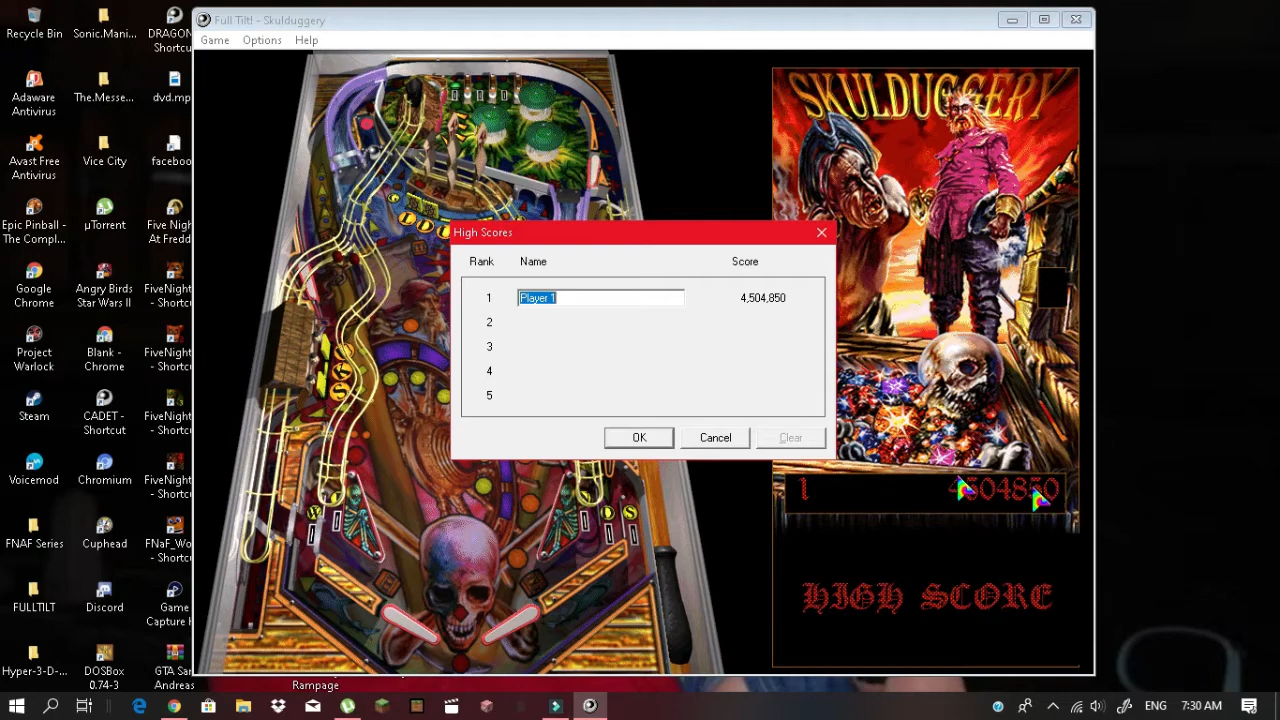 Full Tilt! - Skulduggery
Game Options Help
SKULDUGGERY
High Scores
Rank Name Score
1 Player 1 4,504,850
2
3
4
5
OK Cancel Clear
1 4504850
HIGH SCORE
Recycle Bin
Sonic.Mani...
DRAGON
Shortcu
Adaware
Antivirus
The.Messe...
dvd.mp
Avast Free
Antivirus
Vice City
faceboo
Epic Pinball -
The Compl...
µTorrent
Five Night
At Fredd
Google
Chrome
Angry Birds
Star Wars II
FiveNight
- Shortcu
Project
Warlock
Blank -
Chrome
FiveNight
- Shortcu
Steam
CADET -
Shortcut
FiveNight
- Shortcu
Voicemod
Chromium
FiveNight
- Shortcu
FNAF Series
Cuphead
FNaF_Wo
- Shortcu
FULLTILT
Discord
Game
Capture H
Hyper-3-D-...
DOSBox
0.74-3
GTA San
Andreas
Rampage
ENG 7:30 AM